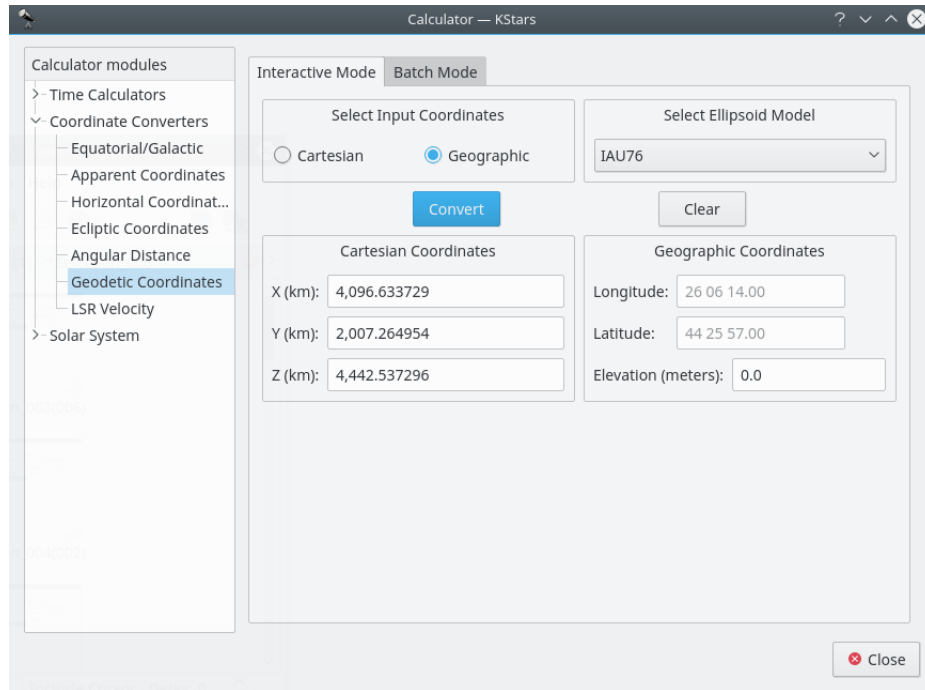 Calculator — KStars
Calculator modules
Time Calculators
Coordinate Converters
Equatorial/Galactic
Apparent Coordinates
Horizontal Coordinat...
Ecliptic Coordinates
Angular Distance
Geodetic Coordinates
LSR Velocity
Solar System
Interactive Mode
Batch Mode
Select Input Coordinates
Cartesian
Geographic
Select Ellipsoid Model
IAU76
Convert
Clear
Cartesian Coordinates
X (km): 4,096.633729
Y (km): 2,007.264954
Z (km): 4,442.537296
Geographic Coordinates
Longitude: 26 06 14.00
Latitude: 44 25 57.00
Elevation (meters): 0.0
Close